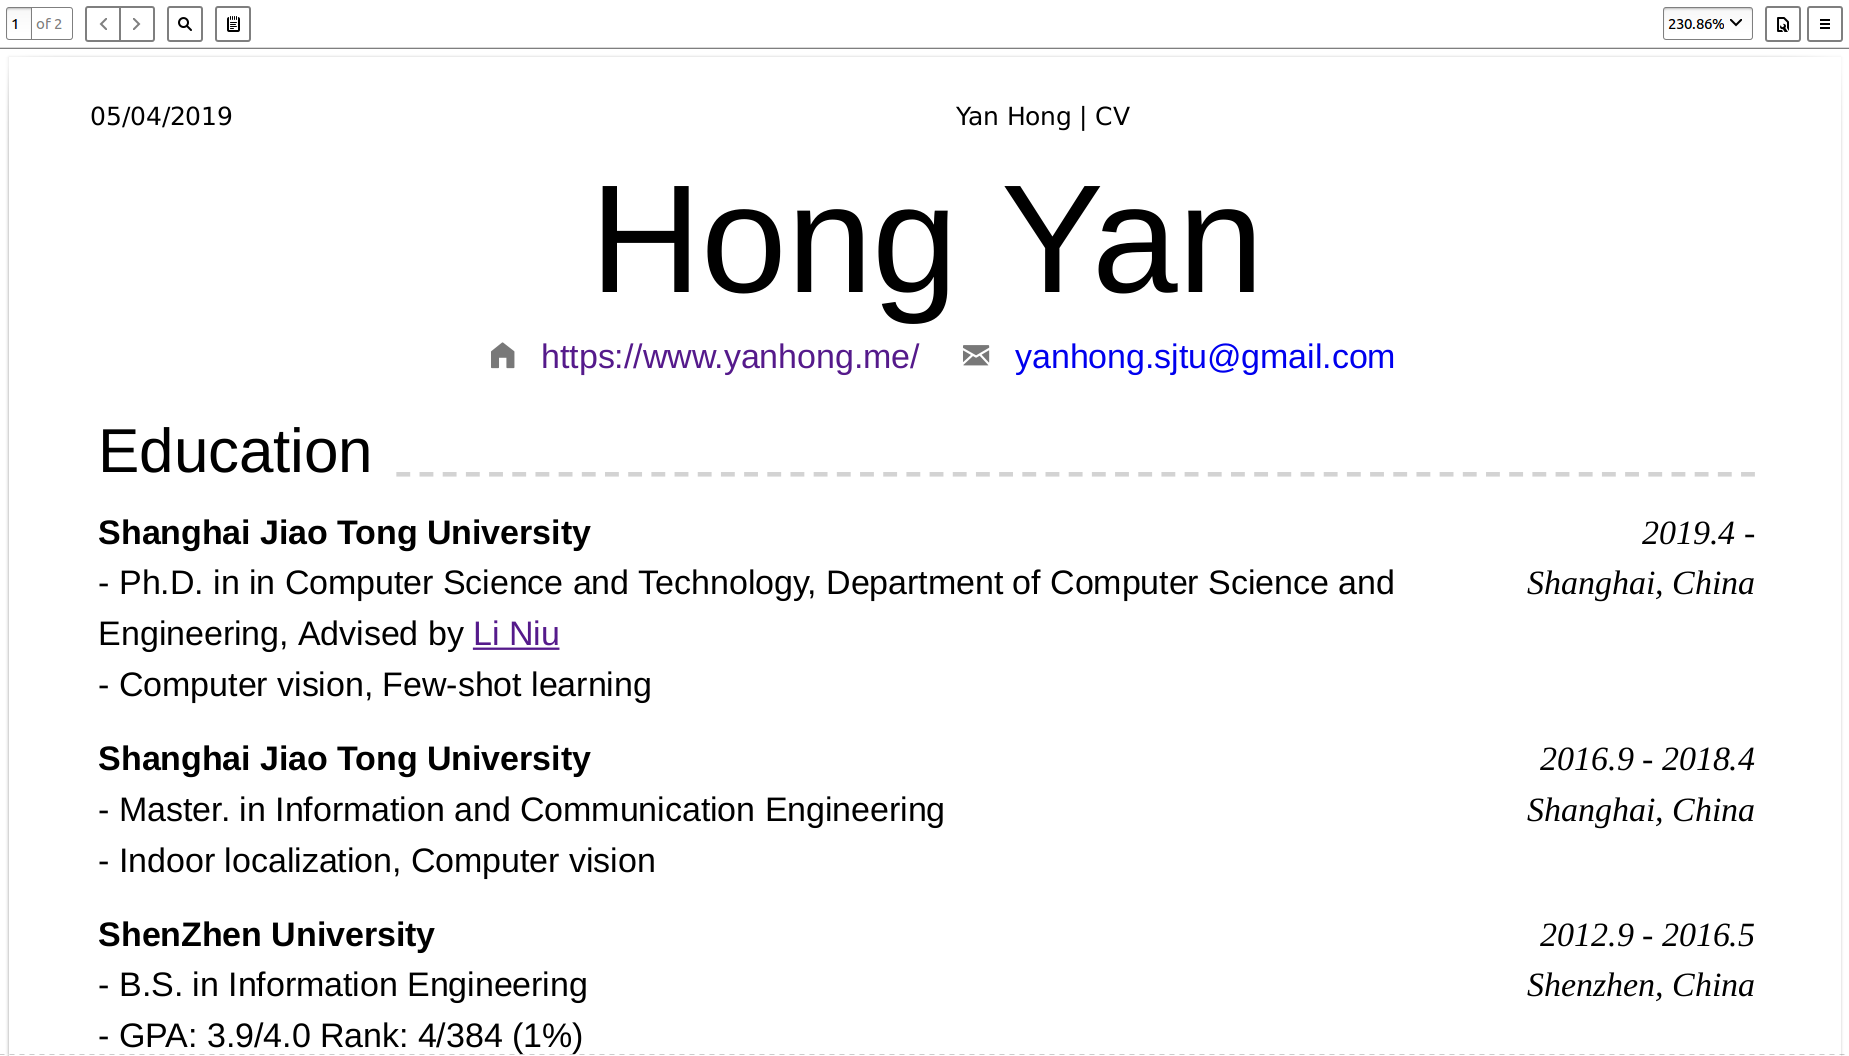 1 of 2 230.86%
05/04/2019 Yan Hong | CV
Hong Yan
https://www.yanhong.me/ yanhong.sjtu@gmail.com
Education
Shanghai Jiao Tong University 2019.4 -
- Ph.D. in in Computer Science and Technology, Department of Computer Science and Shanghai, China
Engineering, Advised by Li Niu
- Computer vision, Few-shot learning
Shanghai Jiao Tong University 2016.9 - 2018.4
- Master. in Information and Communication Engineering Shanghai, China
- Indoor localization, Computer vision
ShenZhen University 2012.9 - 2016.5
- B.S. in Information Engineering Shenzhen, China
- GPA: 3.9/4.0 Rank: 4/384 (1%)